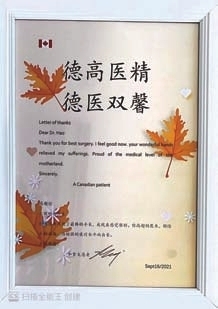 德高医精
德医双馨
Letter of thanks
Dear Dr. Hao
Thank you for best surgery. I feel good now. your wonderful hands
relieved my sufferings. Proud of the medical level of our
motherland.
Sincerely.
A Canadian patient
Sept16/2021
扫描全能王 创建